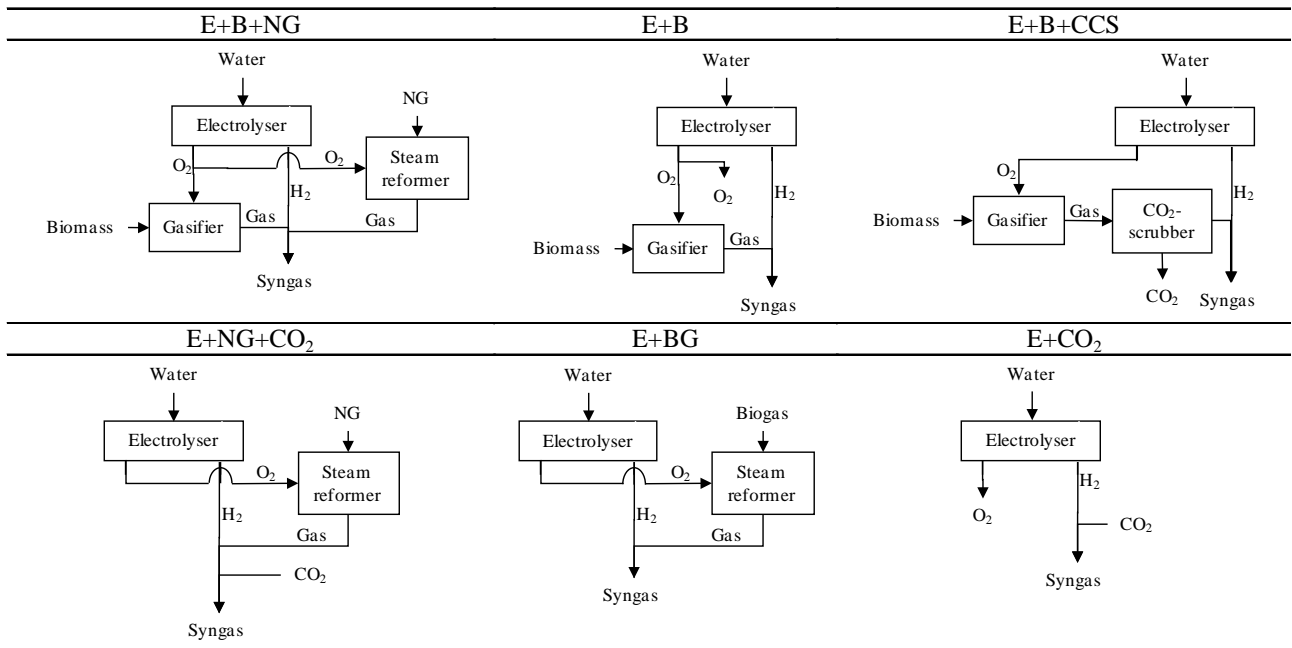 E+B+NG
Water
NG
Electrolyser
O2
O2
Steam
reformer
H2
Biomass
Gasifier
Gas
Gas
Syngas
E+B
Water
Electrolyser
O2
O2
H2
Biomass
Gasifier
Gas
Syngas
E+B+CCS
Water
Electrolyser
O2
H2
Biomass
Gasifier
Gas
CO2-
scrubber
CO2
Syngas
E+NG+CO2
Water
NG
Electrolyser
O2
Steam
reformer
H2
Gas
CO2
Syngas
E+BG
Water
Biogas
Electrolyser
O2
Steam
reformer
H2
Gas
Syngas
E+CO2
Water
Electrolyser
H2
O2
CO2
Syngas